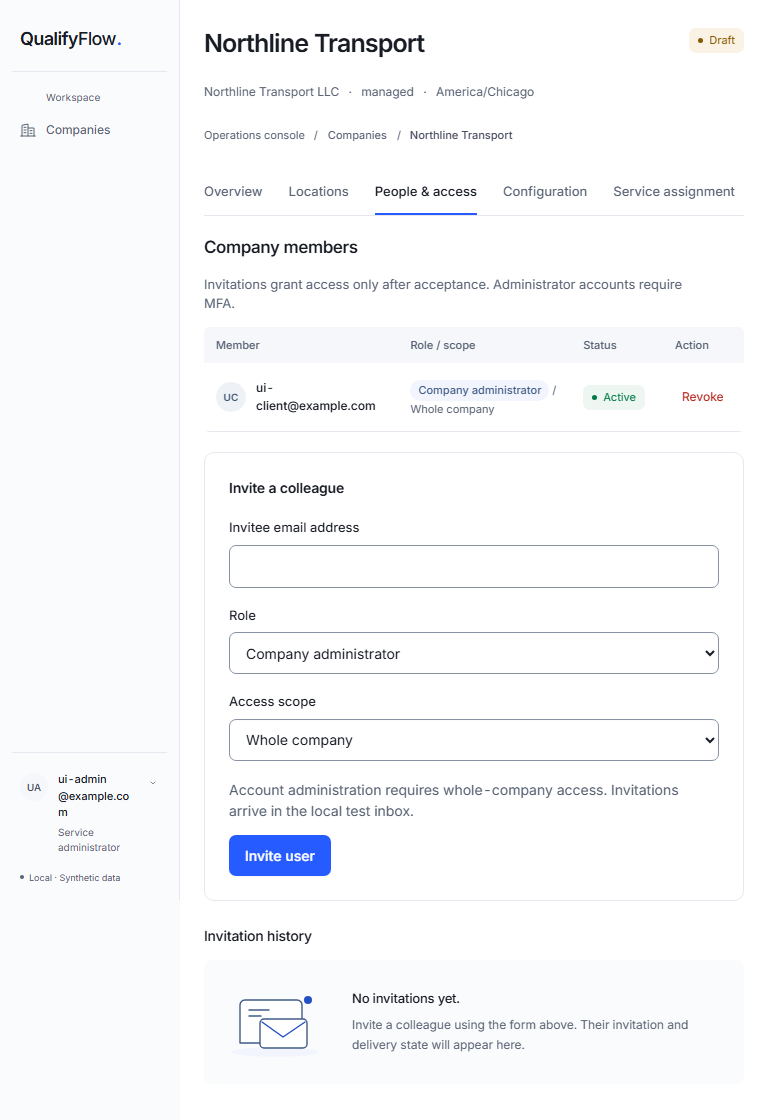 QualifyFlow.
Workspace
Companies
ui-admin
@example.co
m
UA
Service
administrator
Local · Synthetic data
Northline Transport
Draft
Northline Transport LLC · managed · America/Chicago
Operations console / Companies / Northline Transport
Overview Locations People & access Configuration Service assignment
Company members
Invitations grant access only after acceptance. Administrator accounts require
MFA.
Member Role / scope Status Action
UC
ui-
client@example.com
Company administrator /
Whole company
Active
Revoke
Invite a colleague
Invitee email address
Role
Company administrator
Access scope
Whole company
Account administration requires whole-company access. Invitations
arrive in the local test inbox.
Invite user
Invitation history
No invitations yet.
Invite a colleague using the form above. Their invitation and
delivery state will appear here.